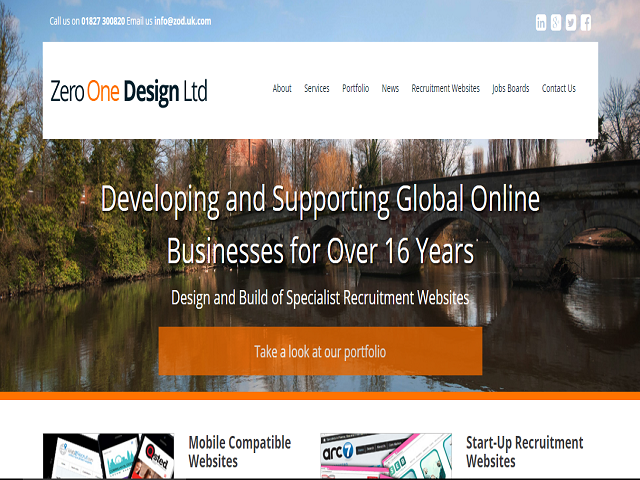 Call us on 01827 300820 Email us info@zod.uk.com
Zero One Design Ltd
About Services Portfolio News Recruitment Websites Jobs Boards Contact Us
Developing and Supporting Global Online
Businesses for Over 16 Years
Design and Build of Specialist Recruitment Websites
Take a look at our portfolio
Mobile Compatible
Websites
Start-Up Recruitment
Websites
arc7